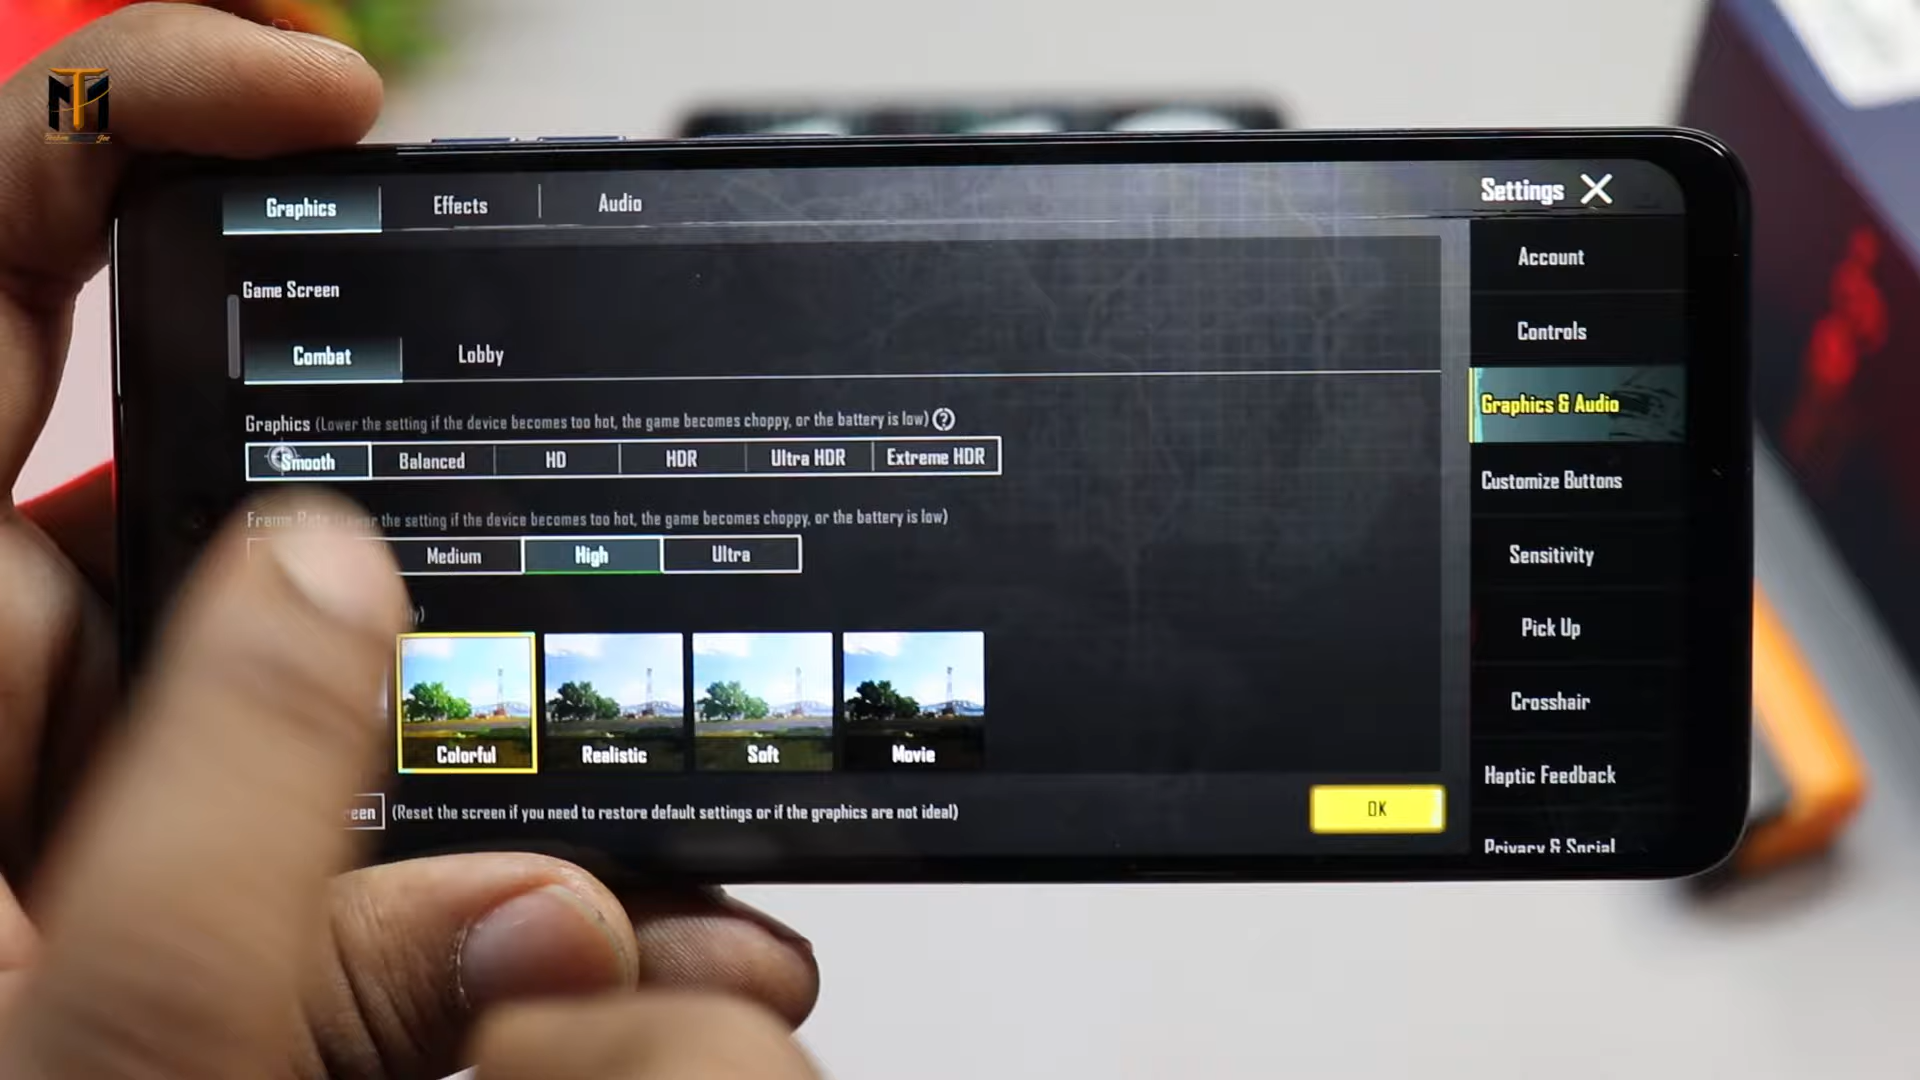 Graphics Effects Audio
Settings
Game Screen
Combat Lobby
Graphics (Lower the setting if the device becomes too hot, the game becomes choppy, or the battery is low) ?
Smooth Balanced HD HDR Ultra HDR Extreme HDR
Frame the setting if the device becomes too hot, the game becomes choppy, or the battery is low)
Medium High Ultra
Colorful Realistic Soft Movie
(Reset the screen if you need to restore default settings or if the graphics are not ideal)
OK
Account
Controls
Graphics & Audio
Customize Buttons
Sensitivity
Pick Up
Crosshair
Haptic Feedback
Privacy & Social